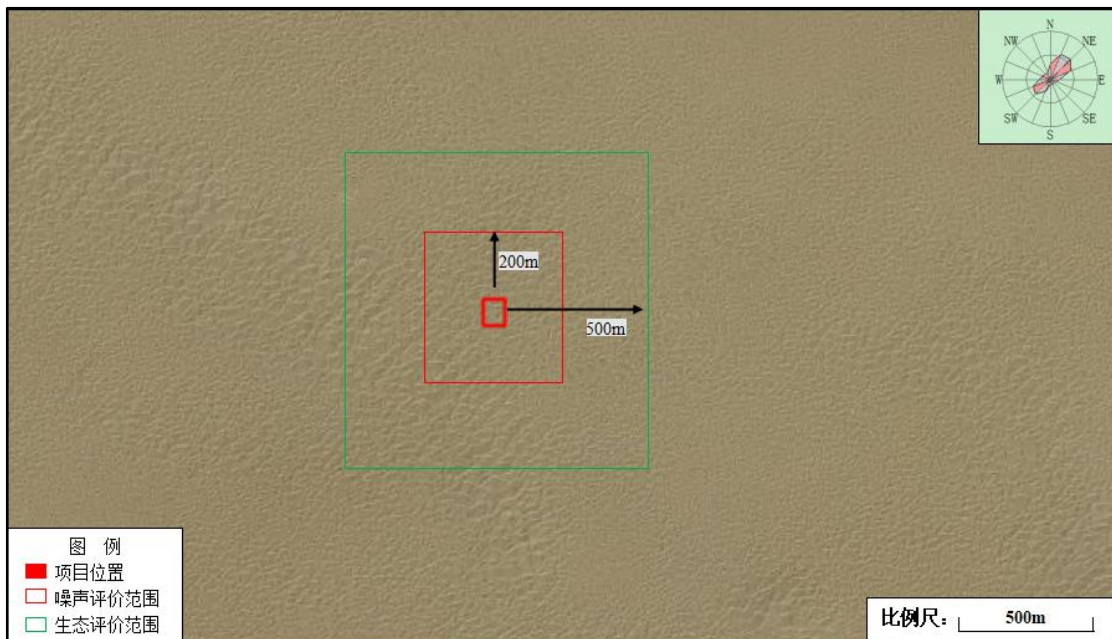 N
NW NE
W E
SW SE
S
200m
500m
图 例
项目位置
噪声评价范围
生态评价范围
比例尺： 500m